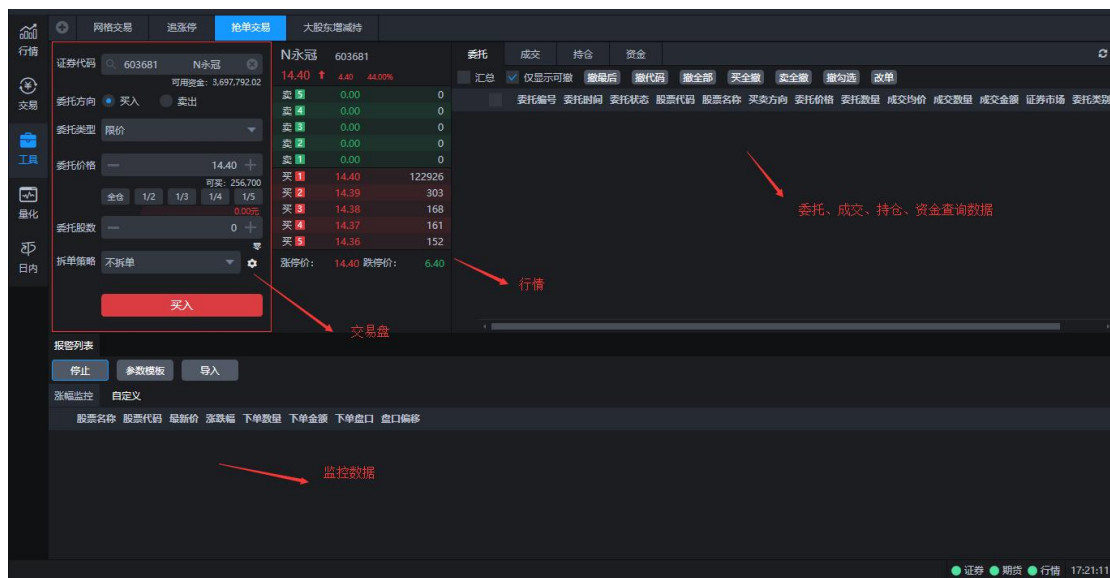 网格交易 追涨停 抢单交易 大股东增减持
行情
交易
工具
量化
日内
证券代码 603681 N永冠
可用资金: 3,697,792.02
委托方向 买入 卖出
委托类型 限价
委托价格 14.40
可买: 256,700
全仓 1/2 1/3 1/4 1/5
0.00元
委托股数 0
零
拆单策略 不拆单
买入
交易盘
N永冠 603681
14.40 4.40 44.00%
卖 5 0.00 0
卖 4 0.00 0
卖 3 0.00 0
卖 2 0.00 0
卖 1 0.00 0
买 1 14.40 122926
买 2 14.39 303
买 3 14.38 168
买 4 14.37 161
买 5 14.36 152
涨停价: 14.40 跌停价: 6.40
行情
委托 成交 持仓 资金
汇总 仅显示可撤 撤最后 撤代码 撤全部 买全撤 卖全撤 撤勾选 改单
委托编号 委托时间 委托状态 股票代码 股票名称 买卖方向 委托价格 委托数量 成交均价 成交数量 成交金额 证券市场 委托类别
委托、成交、持仓、资金查询数据
报警列表
停止 参数模板 导入
涨幅监控 自定义
股票名称 股票代码 最新价 涨跌幅 下单数量 下单金额 下单盘口 盘口偏移
监控数据
证券 期货 行情 17:21:11